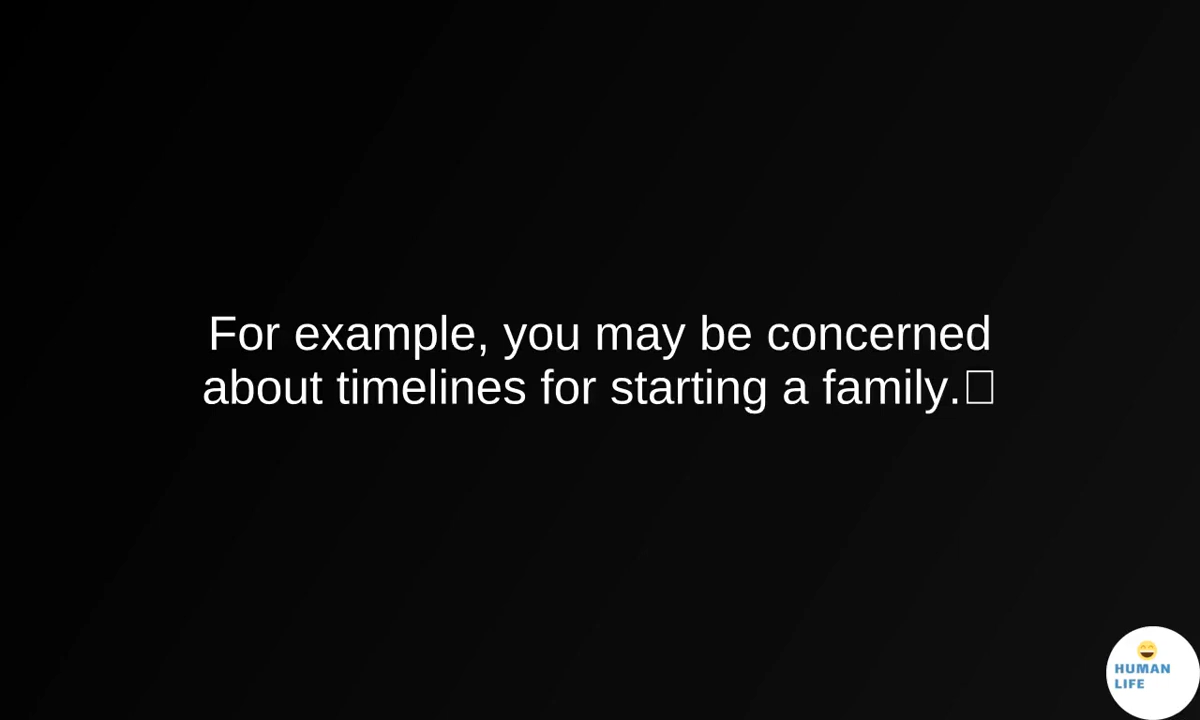 For example, you may be concerned
about timelines for starting a family.
HUMAN
LIFE